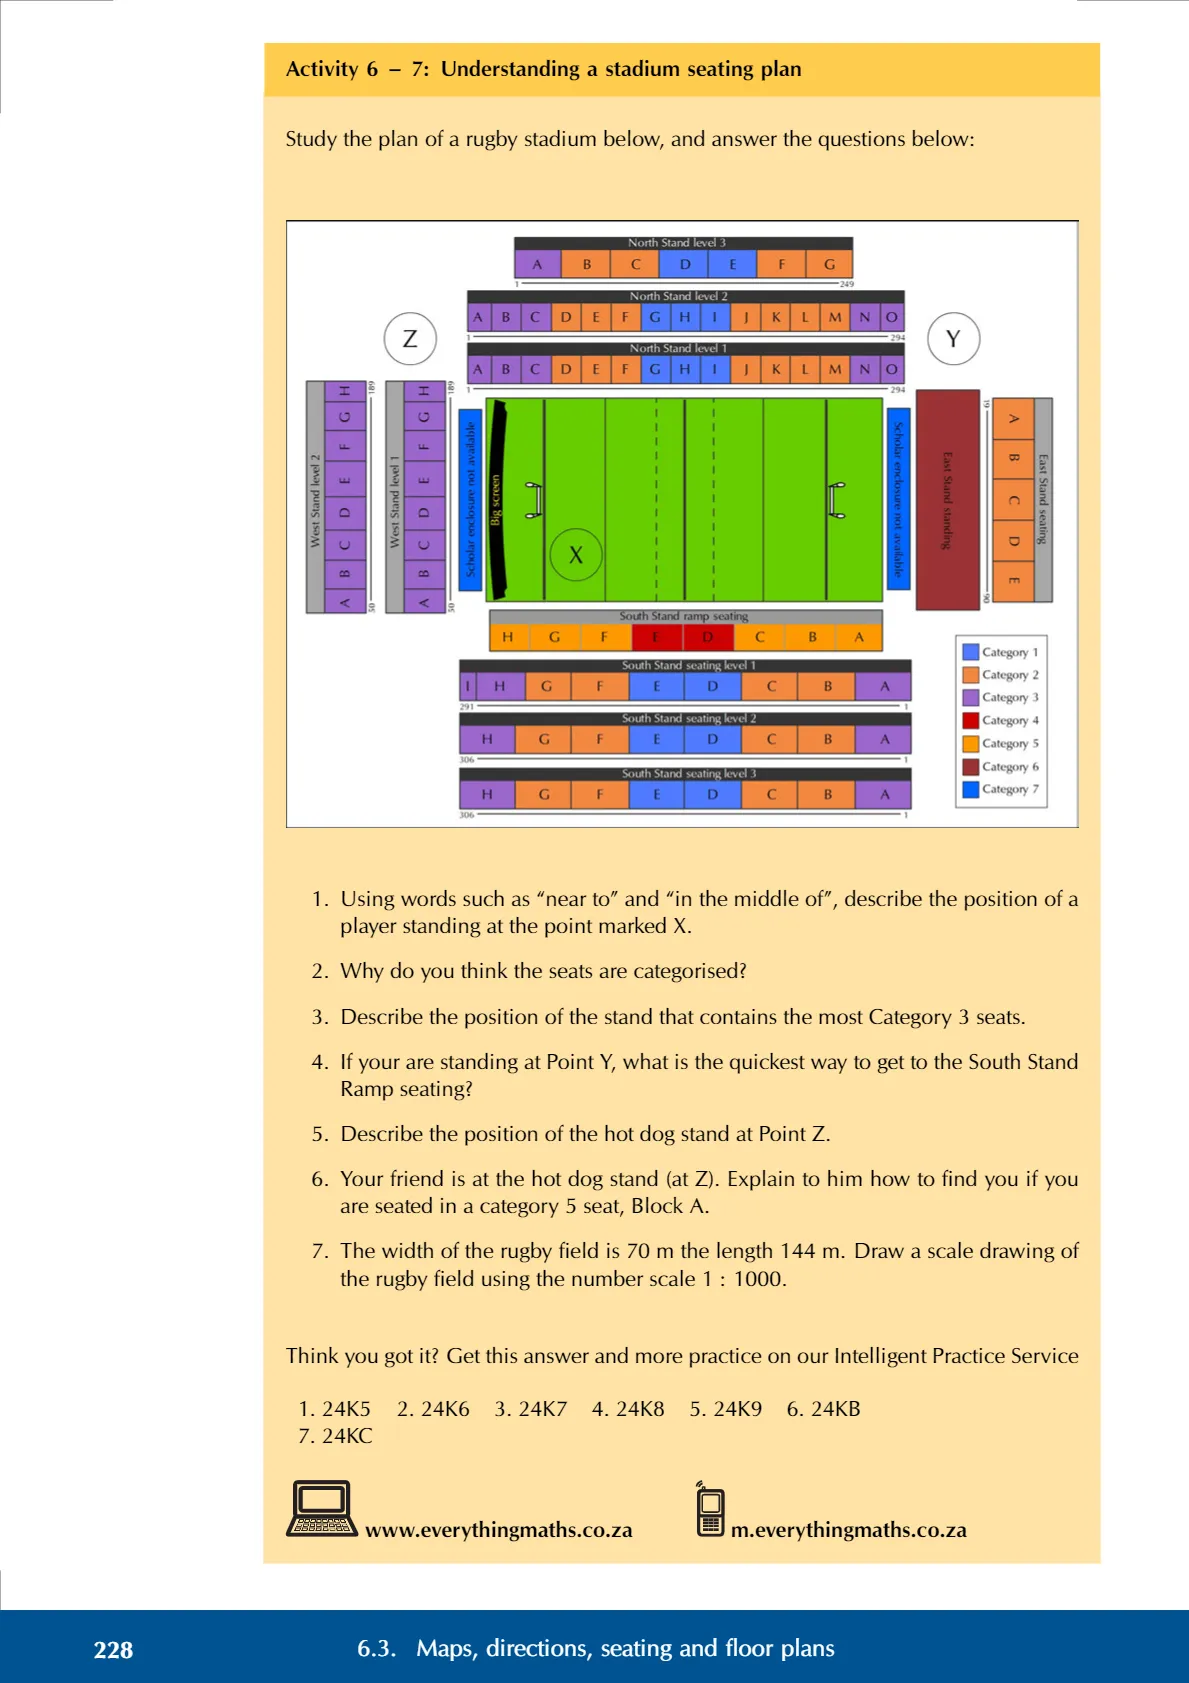 Activity 6 – 7: Understanding a stadium seating plan
Study the plan of a rugby stadium below, and answer the questions below:
North Stand level 3
A B C D E F G
1 249
North Stand level 2
A B C D E F G H I J K L M N O
1 294
North Stand level 1
A B C D E F G H I J K L M N O
1 294
Z
Y
West Stand level 2
A B C D E F G H
50 189
West Stand level 1
A B C D E F G H
50 189
Scholar enclosure not available
Big screen
X
Scholar enclosure not available
East Stand standing
61 90
A B C D E
East Stand seating
South Stand ramp seating
H G F E D C B A
South Stand seating level 1
I H G F E D C B A
291 1
South Stand seating level 2
H G F E D C B A
306 1
South Stand seating level 3
H G F E D C B A
306 1
Category 1
Category 2
Category 3
Category 4
Category 5
Category 6
Category 7
1. Using words such as “near to” and “in the middle of”, describe the position of a
player standing at the point marked X.
2. Why do you think the seats are categorised?
3. Describe the position of the stand that contains the most Category 3 seats.
4. If your are standing at Point Y, what is the quickest way to get to the South Stand
Ramp seating?
5. Describe the position of the hot dog stand at Point Z.
6. Your friend is at the hot dog stand (at Z). Explain to him how to find you if you
are seated in a category 5 seat, Block A.
7. The width of the rugby field is 70 m the length 144 m. Draw a scale drawing of
the rugby field using the number scale 1 : 1000.
Think you got it? Get this answer and more practice on our Intelligent Practice Service
1. 24K5 2. 24K6 3. 24K7 4. 24K8 5. 24K9 6. 24KB
7. 24KC
www.everythingmaths.co.za m.everythingmaths.co.za
228 6.3. Maps, directions, seating and floor plans